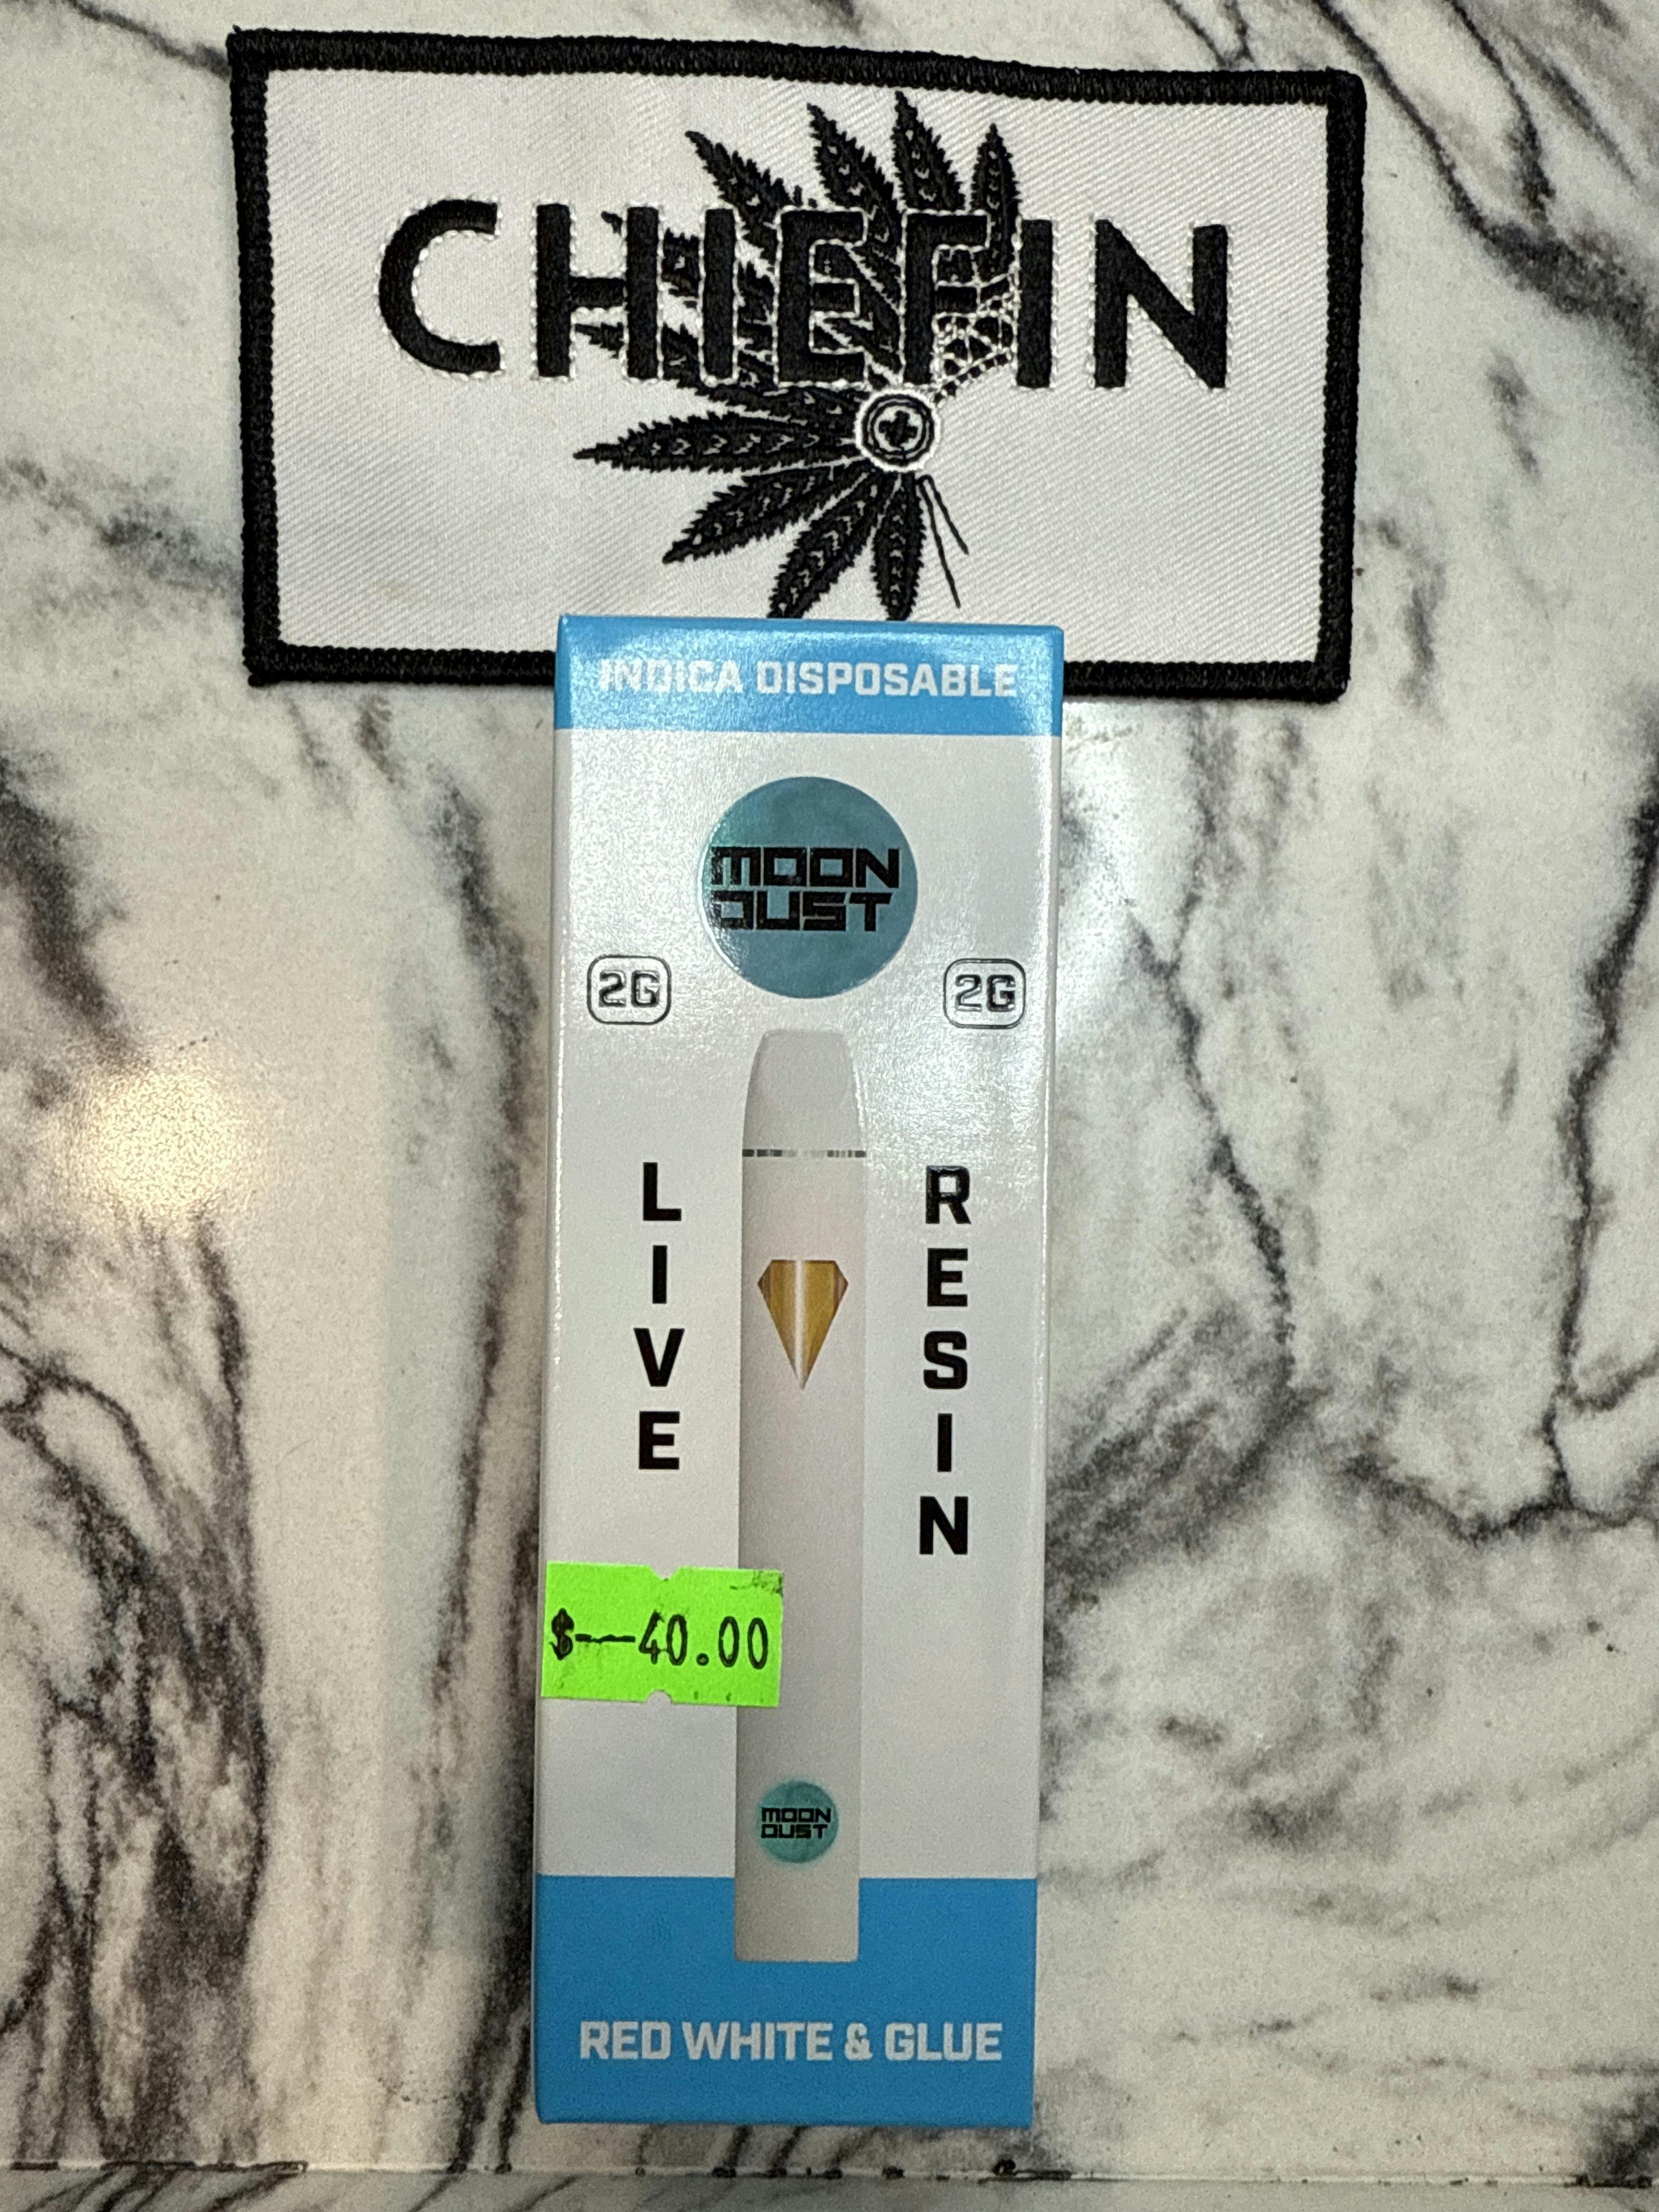 CHIEFIN
INDICA DISPOSABLE
MOON
DUST
2G
2G
LIVE
RESIN
$--40.00
MOON
DUST
RED WHITE & GLUE